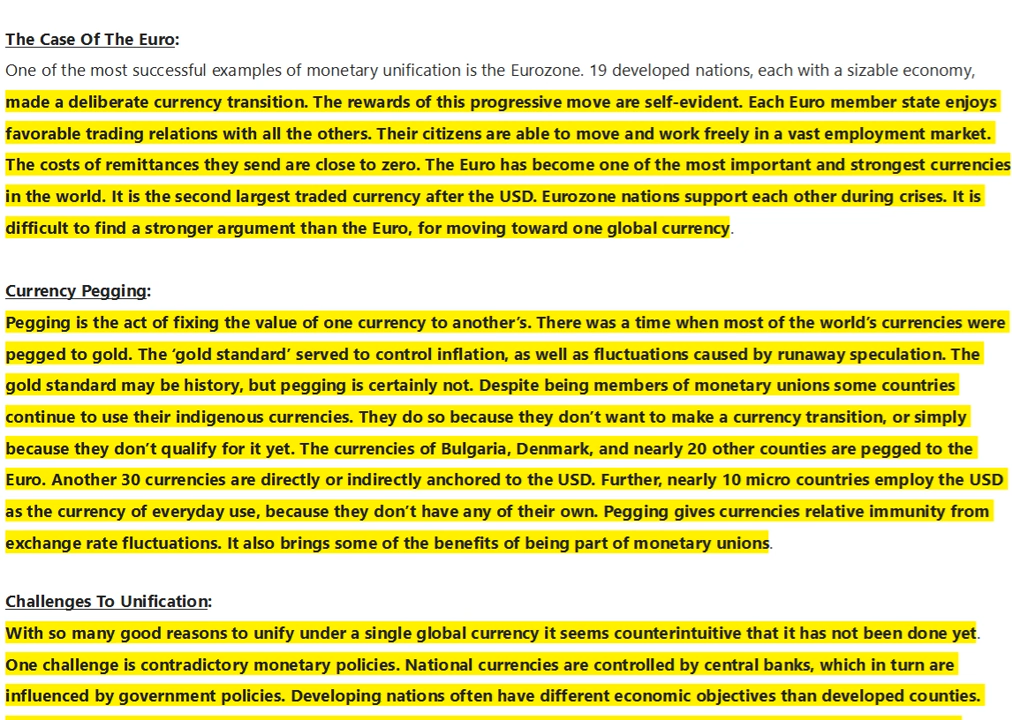 The Case Of The Euro:
One of the most successful examples of monetary unification is the Eurozone. 19 developed nations, each with a sizable economy,
made a deliberate currency transition. The rewards of this progressive move are self-evident. Each Euro member state enjoys
favorable trading relations with all the others. Their citizens are able to move and work freely in a vast employment market.
The costs of remittances they send are close to zero. The Euro has become one of the most important and strongest currencies
in the world. It is the second largest traded currency after the USD. Eurozone nations support each other during crises. It is
difficult to find a stronger argument than the Euro, for moving toward one global currency.
Currency Pegging:
Pegging is the act of fixing the value of one currency to another’s. There was a time when most of the world’s currencies were
pegged to gold. The ‘gold standard’ served to control inflation, as well as fluctuations caused by runaway speculation. The
gold standard may be history, but pegging is certainly not. Despite being members of monetary unions some countries
continue to use their indigenous currencies. They do so because they don’t want to make a currency transition, or simply
because they don’t qualify for it yet. The currencies of Bulgaria, Denmark, and nearly 20 other counties are pegged to the
Euro. Another 30 currencies are directly or indirectly anchored to the USD. Further, nearly 10 micro countries employ the USD
as the currency of everyday use, because they don’t have any of their own. Pegging gives currencies relative immunity from
exchange rate fluctuations. It also brings some of the benefits of being part of monetary unions.
Challenges To Unification:
With so many good reasons to unify under a single global currency it seems counterintuitive that it has not been done yet.
One challenge is contradictory monetary policies. National currencies are controlled by central banks, which in turn are
influenced by government policies. Developing nations often have different economic objectives than developed counties.